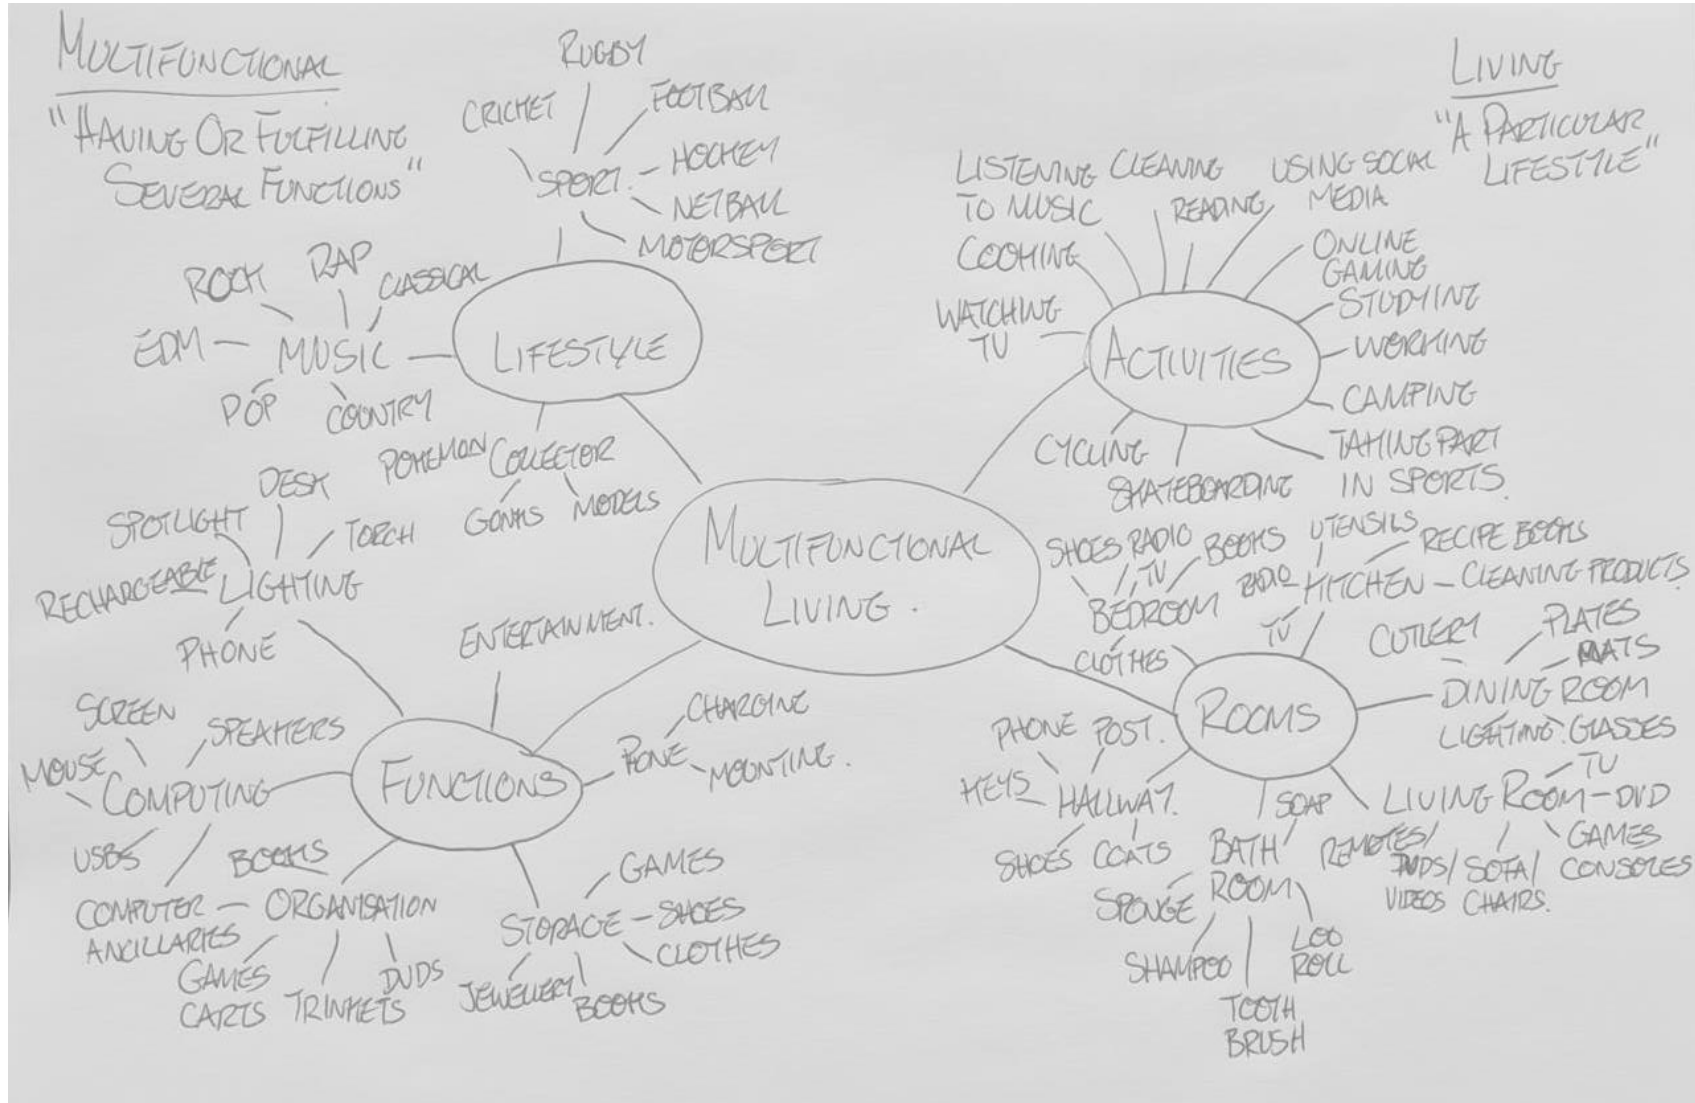 MULTIFUNCTIONAL
"HAVING OR FULFILLING
SEVERAL FUNCTIONS"
LIVING
"A PARTICULAR
LIFESTYLE"
MULTIFUNCTIONAL
LIVING.
LIFESTYLE
SPORT.
CRICKET
RUGBY
FOOTBALL
HOCKEY
NETBALL
MOTORSPORT
MUSIC
EDM
ROCK
RAP
CLASSICAL
POP
COUNTRY
COLLECTOR
POKEMON
GONKS
MODELS
ACTIVITIES
WATCHING
TV
COOKING
LISTENING
TO MUSIC
CLEANING
READING
USING SOCIAL
MEDIA
ONLINE
GAMING
STUDYING
WORKING
CAMPING
TAKING PART
IN SPORTS.
SKATEBOARDING
CYCLING
FUNCTIONS
LIGHTING
RECHARGEABLE
SPOTLIGHT
DESK
TORCH
PHONE
ENTERTAINMENT.
PHONE
CHARGING
MOUNTING.
COMPUTING
MOUSE
SCREEN
SPEAKERS
USBS
COMPUTER
ANCILLARIES
ORGANISATION
BOOKS
GAMES
CARTS
TRINKETS
DVDS
STORAGE
GAMES
SHOES
CLOTHES
JEWELLERY
BOOKS
ROOMS
BEDROOM
SHOES
RADIO
TV
BOOKS
CLOTHES
KITCHEN
RADIO
UTENSILS
RECIPE BOOKS
CLEANING PRODUCTS
TV
DINING ROOM
CUTLERY
PLATES
MATS
LIGHTING.
GLASSES
LIVING ROOM
TV
DVD
GAMES
CONSOLES
SOFA/
CHAIRS.
REMOTES/
DVDS/
VIDEOS
BATH
ROOM
SOAP
SPONGE
SHAMPOO
TOOTH
BRUSH
LOO
ROLL
HALLWAY.
PHONE
POST.
KEYS
SHOES
COATS